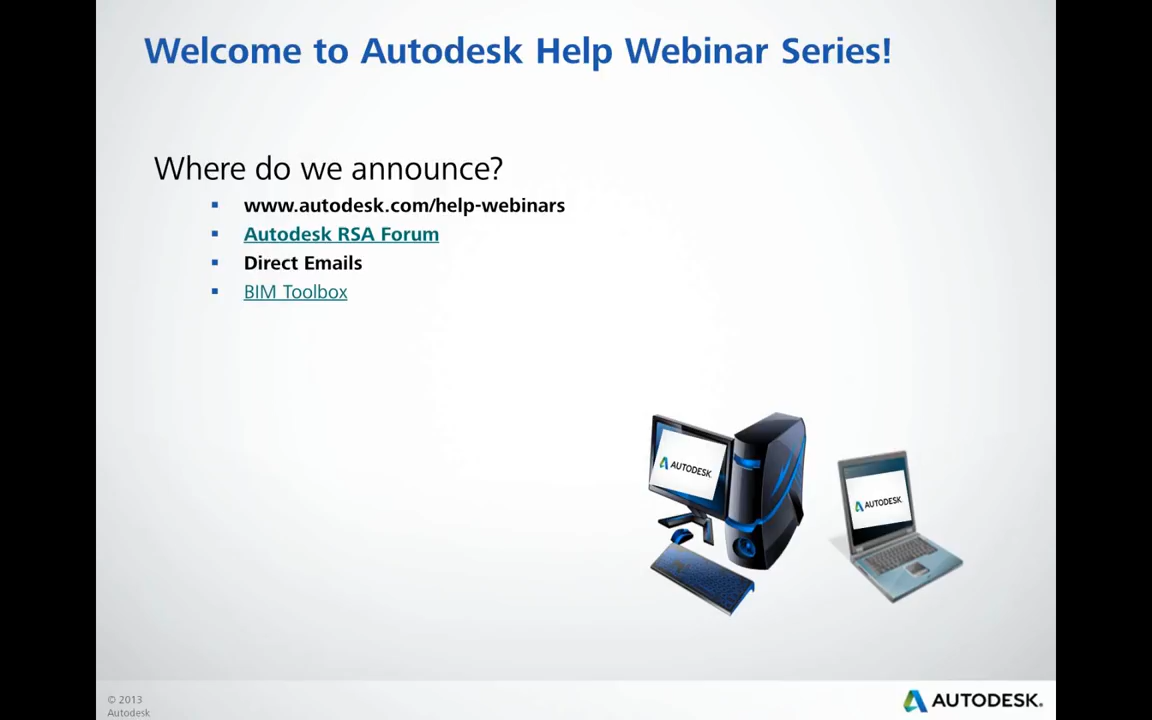 Welcome to Autodesk Help Webinar Series!
Where do we announce?
www.autodesk.com/help-webinars
Autodesk RSA Forum
Direct Emails
BIM Toolbox
AUTODESK
AUTODESK
© 2013
Autodesk
AUTODESK.